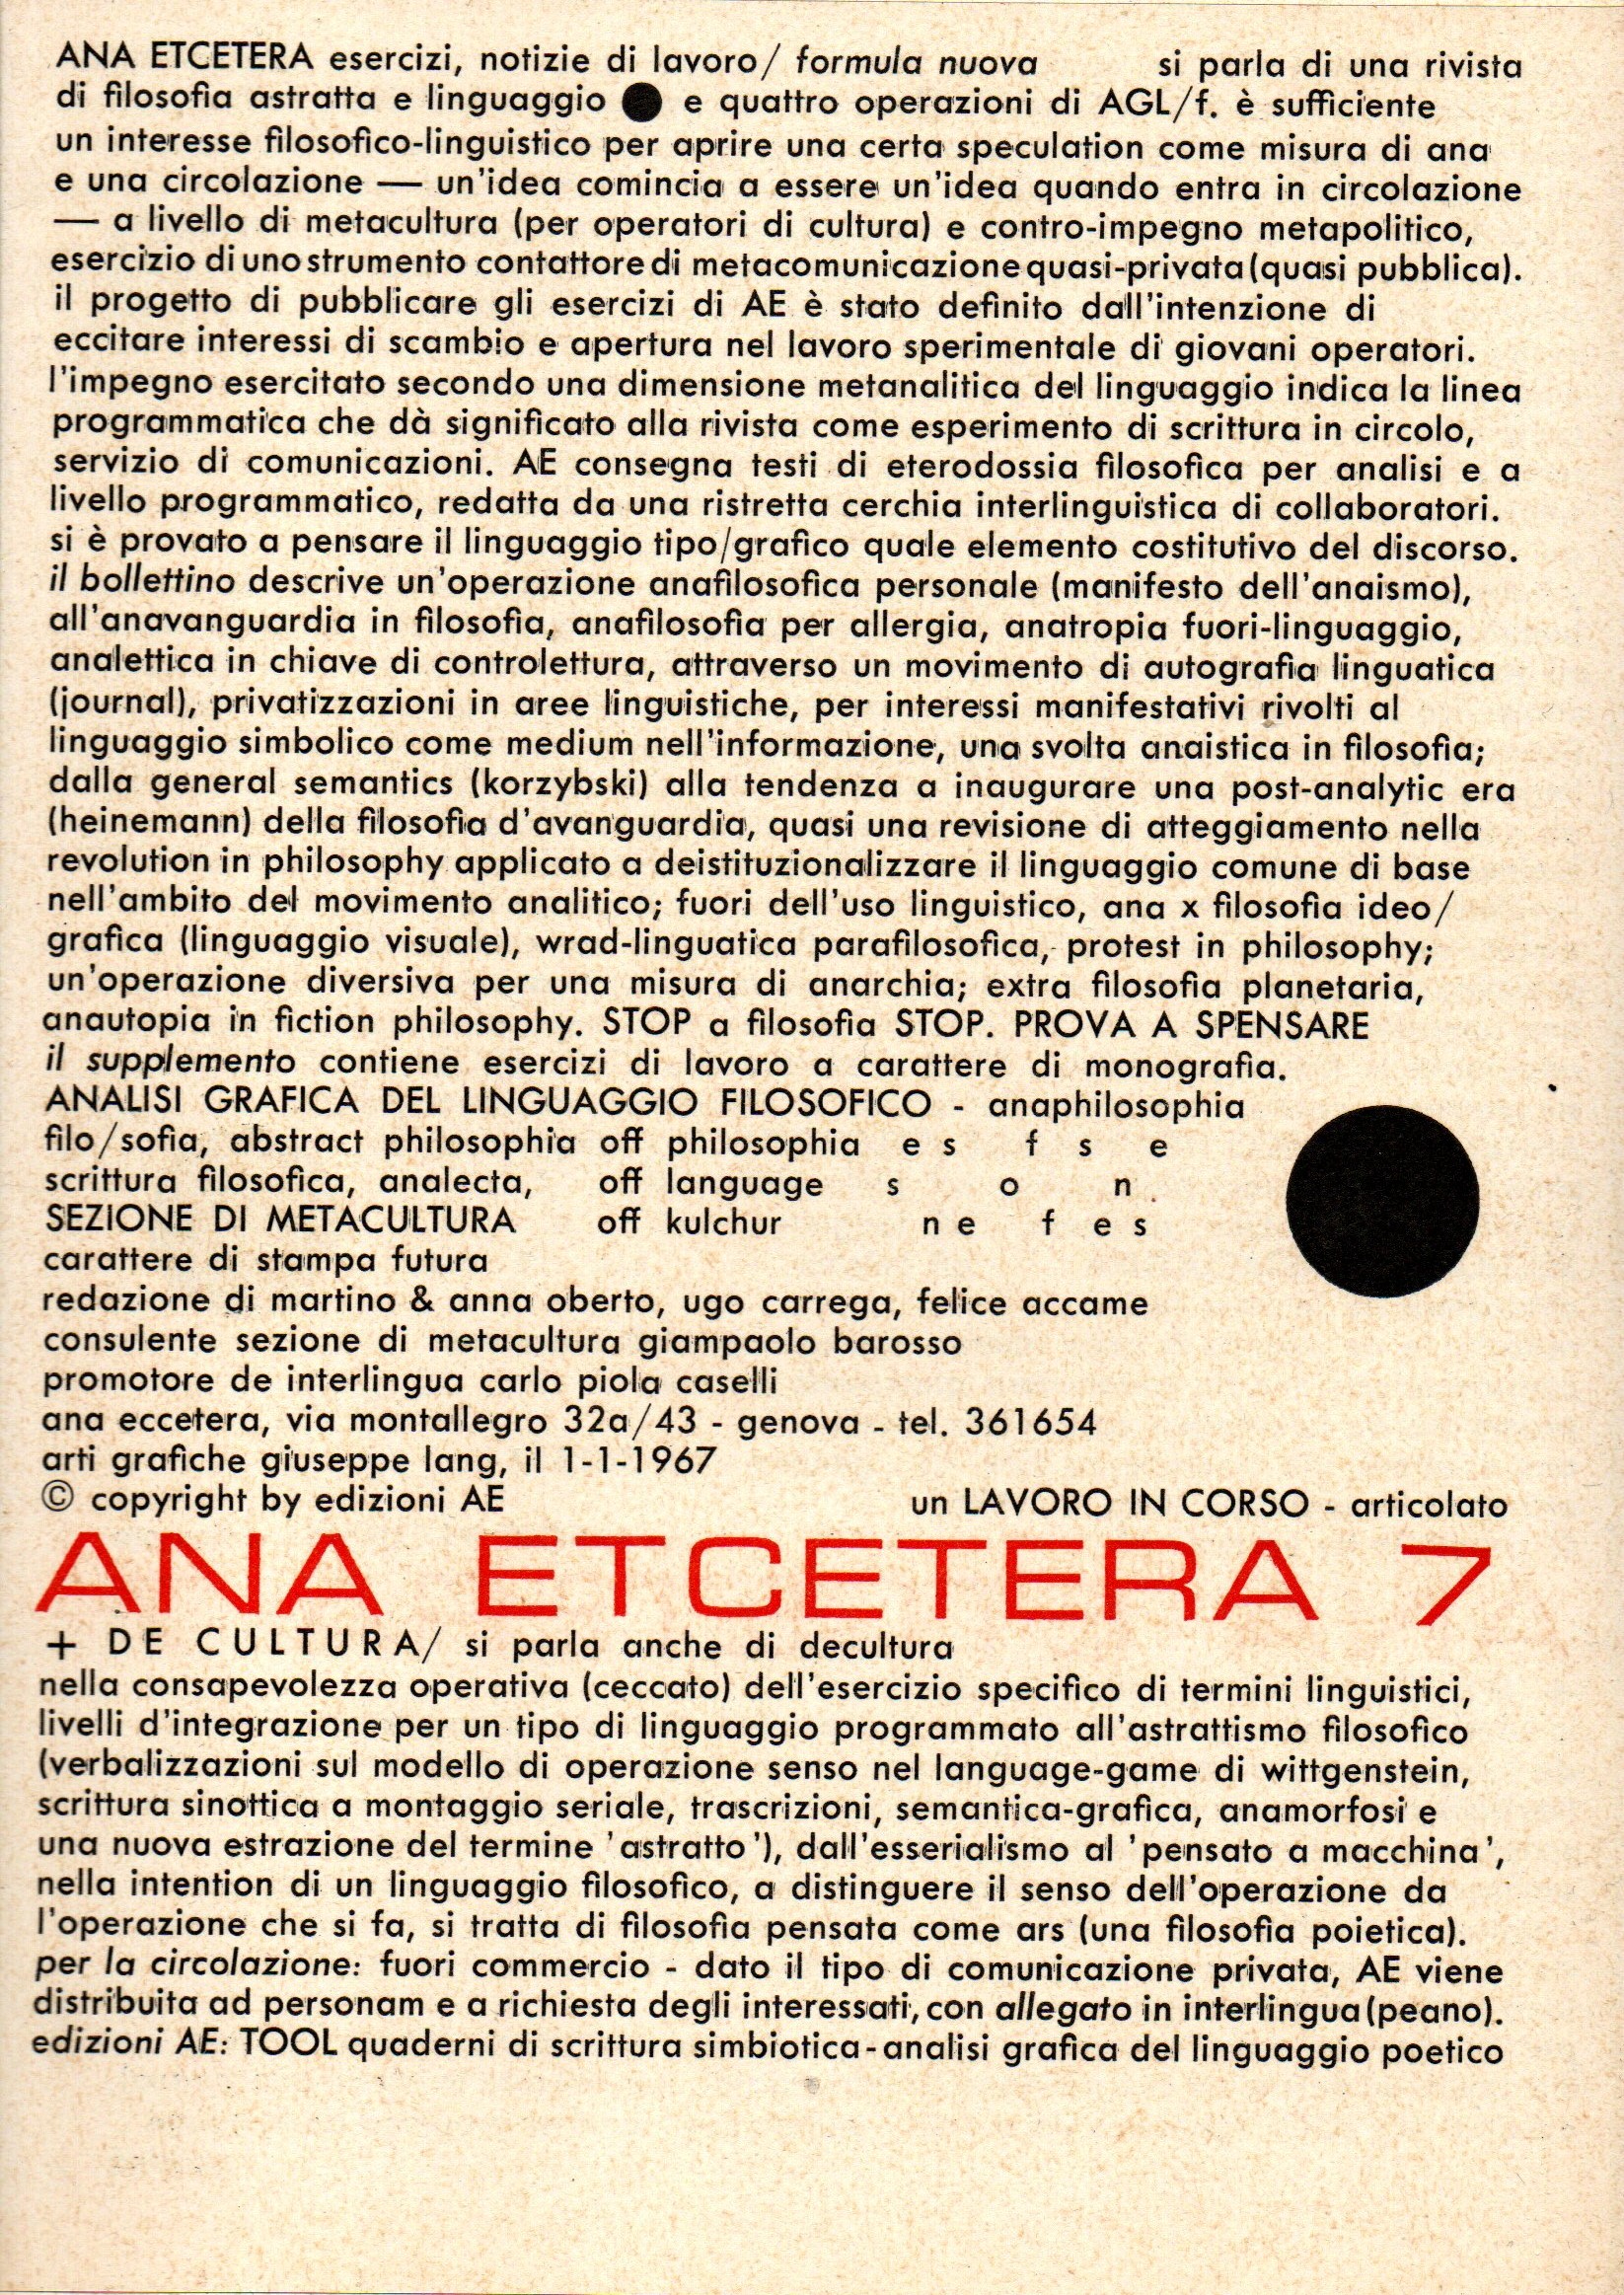 ANA ETCETERA esercizi, notizie di lavoro/ formula nuova si parla di una rivista
di filosofia astratta e linguaggio ● e quattro operazioni di AGL/f. è sufficiente
un interesse filosofico-linguistico per aprire una certa speculation come misura di ana
e una circolazione — un'idea comincia a essere un'idea quando entra in circolazione
— a livello di metacultura (per operatori di cultura) e contro-impegno metapolitico,
esercizio di uno strumento contattore di metacomunicazione quasi-privata (quasi pubblica).
il progetto di pubblicare gli esercizi di AE è stato definito dall'intenzione di
eccitare interessi di scambio e apertura nel lavoro sperimentale di giovani operatori.
l'impegno esercitato secondo una dimensione metanalitica del linguaggio indica la linea
programmatica che dà significato alla rivista come esperimento di scrittura in circolo,
servizio di comunicazioni. AE consegna testi di eterodossia filosofica per analisi e a
livello programmatico, redatta da una ristretta cerchia interlinguistica di collaboratori.
si è provato a pensare il linguaggio tipo/grafico quale elemento costitutivo del discorso.
il bollettino descrive un'operazione anafilosofica personale (manifesto dell'anaismo),
all'anavanguardia in filosofia, anafilosofia per allergia, anatropia fuori-linguaggio,
analettica in chiave di controlettura, attraverso un movimento di autografia linguatica
(journal), privatizzazioni in aree linguistiche, per interessi manifestativi rivolti al
linguaggio simbolico come medium nell'informazione, una svolta anaistica in filosofia;
dalla general semantics (korzybski) alla tendenza a inaugurare una post-analytic era
(heinemann) della filosofia d'avanguardia, quasi una revisione di atteggiamento nella
revolution in philosophy applicato a deistituzionalizzare il linguaggio comune di base
nell'ambito del movimento analitico; fuori dell'uso linguistico, ana x filosofia ideo/
grafica (linguaggio visuale), wrad-linguatica parafilosofica, protest in philosophy;
un'operazione diversiva per una misura di anarchia; extra filosofia planetaria,
anautopia in fiction philosophy. STOP a filosofia STOP. PROVA A SPENSARE
il supplemento contiene esercizi di lavoro a carattere di monografia.
ANALISI GRAFICA DEL LINGUAGGIO FILOSOFICO - anaphilosophia
filo/sofia, abstract philosophia off philosophia e s f s e
scrittura filosofica, analecta, off language s o n
SEZIONE DI METACULTURA off kulchur n e f e s
carattere di stampa futura
redazione di martino & anna oberto, ugo carrega, felice accame
consulente sezione di metacultura giampaolo barosso
promotore de interlingua carlo piola caselli
ana eccetera, via montallegro 32a/43 - genova - tel. 361654
arti grafiche giuseppe lang, il 1-1-1967
© copyright by edizioni AE un LAVORO IN CORSO - articolato
ANA ETCETERA 7
+ DE CULTURA/ si parla anche di decultura
nella consapevolezza operativa (ceccato) dell'esercizio specifico di termini linguistici,
livelli d'integrazione per un tipo di linguaggio programmato all'astrattismo filosofico
(verbalizzazioni sul modello di operazione senso nel language-game di wittgenstein,
scrittura sinottica a montaggio seriale, trascrizioni, semantica-grafica, anamorfosi e
una nuova estrazione del termine 'astratto'), dall'esserialismo al 'pensato a macchina',
nella intention di un linguaggio filosofico, a distinguere il senso dell'operazione da
l'operazione che si fa, si tratta di filosofia pensata come ars (una filosofia poietica).
per la circolazione: fuori commercio - dato il tipo di comunicazione privata, AE viene
distribuita ad personam e a richiesta degli interessati, con allegato in interlingua (peano).
edizioni AE: TOOL quaderni di scrittura simbiotica - analisi grafica del linguaggio poetico